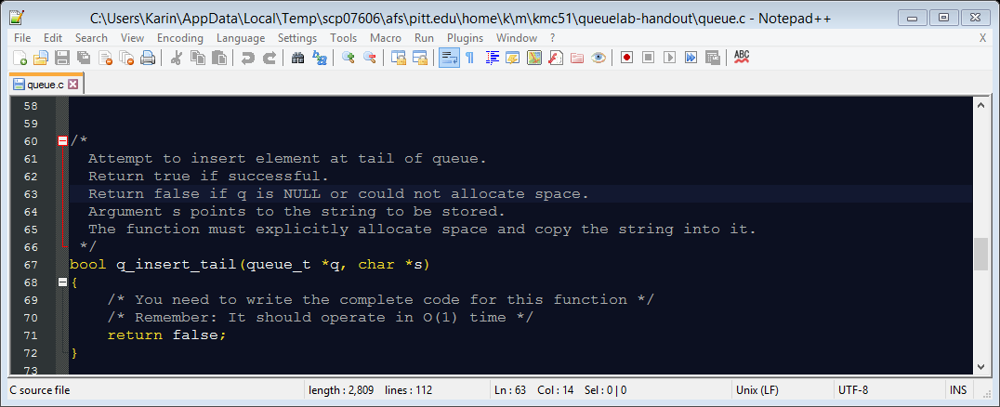 C:\Users\Karin\AppData\Local\Temp\scp07606\afs\pitt.edu\home\k\m\kmc51\queuelab-handout\queue.c - Notepad++
File Edit Search View Encoding Language Settings Tools Macro Run Plugins Window ? X
ABC
queue.c
58
59
60 /*
61 Attempt to insert element at tail of queue.
62 Return true if successful.
63 Return false if q is NULL or could not allocate space.
64 Argument s points to the string to be stored.
65 The function must explicitly allocate space and copy the string into it.
66 */
67 bool q_insert_tail(queue_t *q, char *s)
68 {
69 /* You need to write the complete code for this function */
70 /* Remember: It should operate in O(1) time */
71 return false;
72 }
73
C source file length : 2,809 lines : 112 Ln : 63 Col : 14 Sel : 0 | 0 Unix (LF) UTF-8 INS